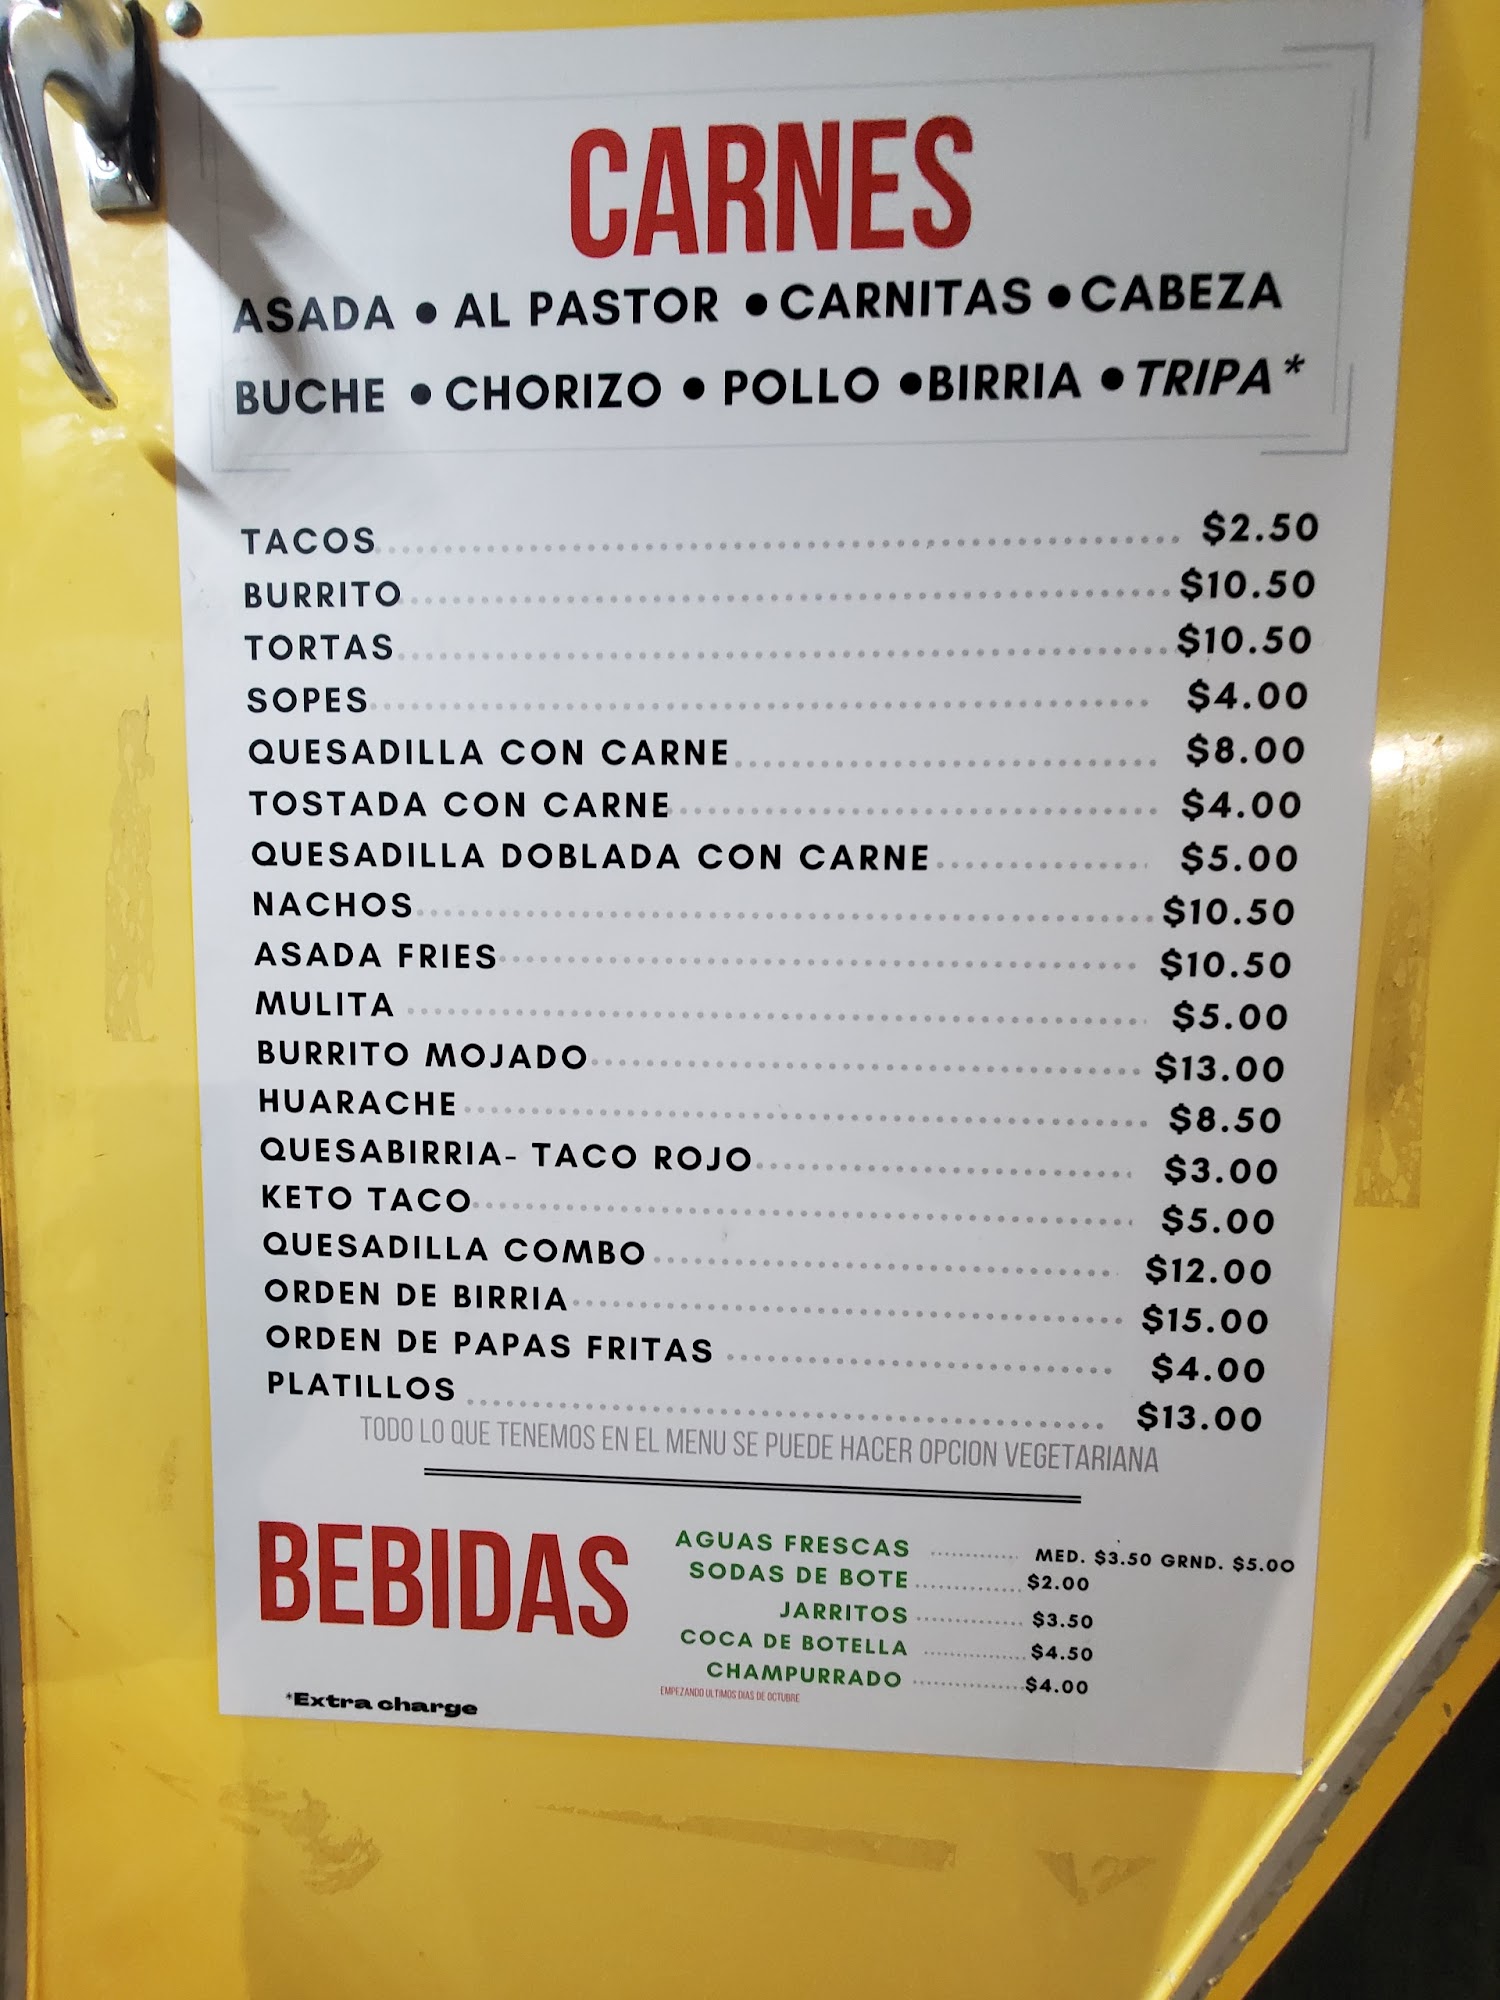 CARNES
ASADA • AL PASTOR • CARNITAS • CABEZA
BUCHE • CHORIZO • POLLO • BIRRIA • TRIPA*
TACOS $2.50
BURRITO $10.50
TORTAS $10.50
SOPES $4.00
QUESADILLA CON CARNE $8.00
TOSTADA CON CARNE $4.00
QUESADILLA DOBLADA CON CARNE $5.00
NACHOS $10.50
ASADA FRIES $10.50
MULITA $5.00
BURRITO MOJADO $13.00
HUARACHE $8.50
QUESABIRRIA- TACO ROJO $3.00
KETO TACO $5.00
QUESADILLA COMBO $12.00
ORDEN DE BIRRIA $15.00
ORDEN DE PAPAS FRITAS $4.00
PLATILLOS $13.00
TODO LO QUE TENEMOS EN EL MENU SE PUEDE HACER OPCION VEGETARIANA
BEBIDAS
AGUAS FRESCAS MED. $3.50 GRND. $5.00
SODAS DE BOTE $2.00
JARRITOS $3.50
COCA DE BOTELLA $4.50
CHAMPURRADO $4.00
EMPEZANDO ULTIMOS DIAS DE OCTUBRE
*Extra charge